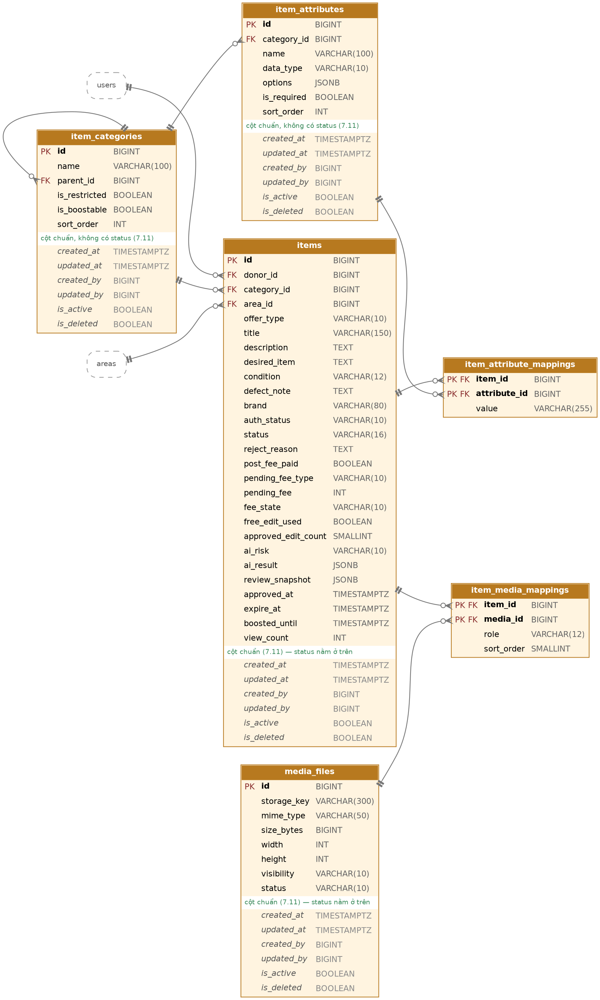 item_attributes
PK id BIGINT
FK category_id BIGINT
name VARCHAR(100)
data_type VARCHAR(10)
options JSONB
is_required BOOLEAN
sort_order INT
cột chuẩn, không có status (7.11)
created_at TIMESTAMPTZ
updated_at TIMESTAMPTZ
created_by BIGINT
updated_by BIGINT
is_active BOOLEAN
is_deleted BOOLEAN
users
item_categories
PK id BIGINT
name VARCHAR(100)
FK parent_id BIGINT
is_restricted BOOLEAN
is_boostable BOOLEAN
sort_order INT
cột chuẩn, không có status (7.11)
created_at TIMESTAMPTZ
updated_at TIMESTAMPTZ
created_by BIGINT
updated_by BIGINT
is_active BOOLEAN
is_deleted BOOLEAN
areas
items
PK id BIGINT
FK donor_id BIGINT
FK category_id BIGINT
FK area_id BIGINT
offer_type VARCHAR(10)
title VARCHAR(150)
description TEXT
desired_item TEXT
condition VARCHAR(12)
defect_note TEXT
brand VARCHAR(80)
auth_status VARCHAR(10)
status VARCHAR(16)
reject_reason TEXT
post_fee_paid BOOLEAN
pending_fee_type VARCHAR(10)
pending_fee INT
fee_state VARCHAR(10)
free_edit_used BOOLEAN
approved_edit_count SMALLINT
ai_risk VARCHAR(10)
ai_result JSONB
review_snapshot JSONB
approved_at TIMESTAMPTZ
expire_at TIMESTAMPTZ
boosted_until TIMESTAMPTZ
view_count INT
cột chuẩn (7.11) — status nằm ở trên
created_at TIMESTAMPTZ
updated_at TIMESTAMPTZ
created_by BIGINT
updated_by BIGINT
is_active BOOLEAN
is_deleted BOOLEAN
item_attribute_mappings
PK FK item_id BIGINT
PK FK attribute_id BIGINT
value VARCHAR(255)
item_media_mappings
PK FK item_id BIGINT
PK FK media_id BIGINT
role VARCHAR(12)
sort_order SMALLINT
media_files
PK id BIGINT
storage_key VARCHAR(300)
mime_type VARCHAR(50)
size_bytes BIGINT
width INT
height INT
visibility VARCHAR(10)
status VARCHAR(10)
cột chuẩn (7.11) — status nằm ở trên
created_at TIMESTAMPTZ
updated_at TIMESTAMPTZ
created_by BIGINT
updated_by BIGINT
is_active BOOLEAN
is_deleted BOOLEAN